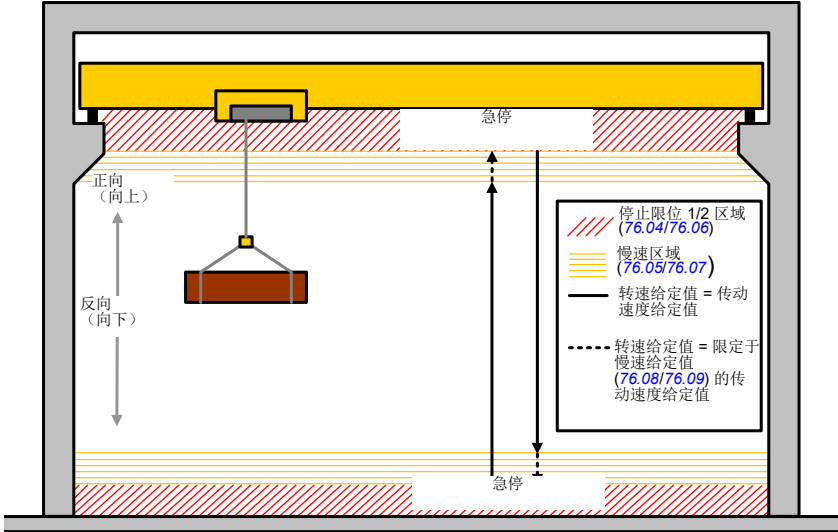 急停
正向
（向上）
反向
（向下）
停止限位 1/2 区域
(76.04/76.06)
慢速区域
(76.05/76.07)
转速给定值 = 传动
速度给定值
转速给定值 = 限定于
慢速给定值
(76.08/76.09) 的传
动速度给定值
急停